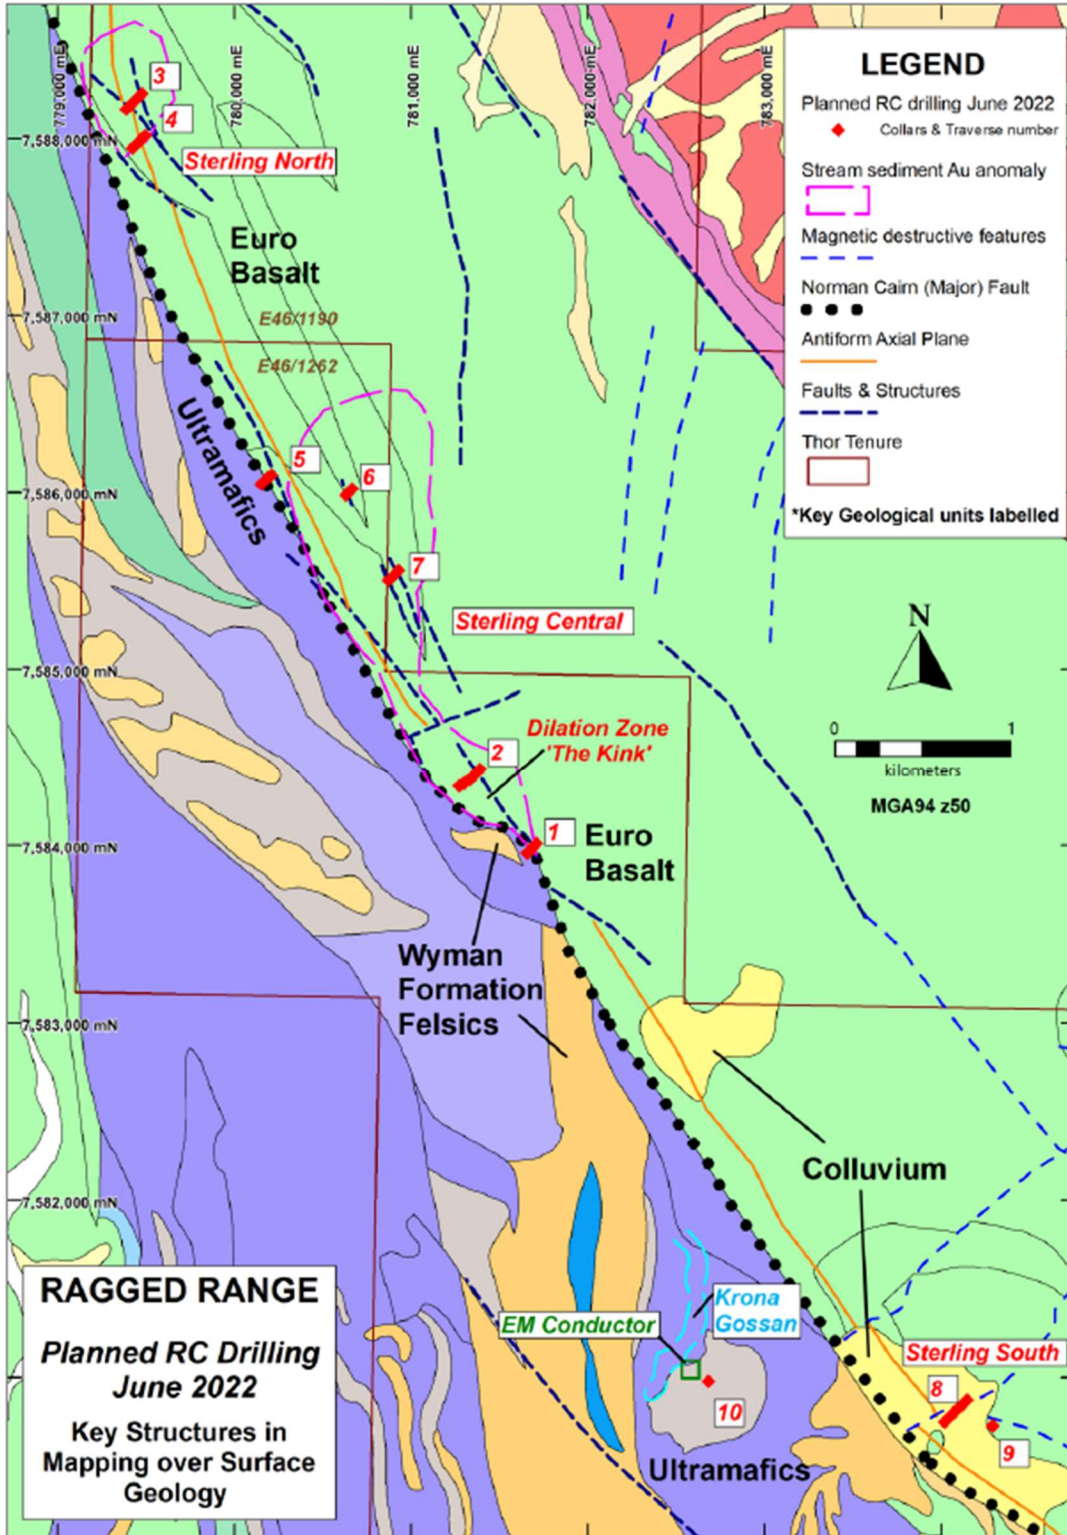 779,000 mE
780,000 mE
781,000 mE
782,000 mE
783,000 mE
LEGEND
Planned RC drilling June 2022
Collars & Traverse number
Stream sediment Au anomaly
Magnetic destructive features
Norman Cairn (Major) Fault
Antiform Axial Plane
Faults & Structures
Thor Tenure
*Key Geological units labelled
3
4
7,588,000 mN
Sterling North
Euro
Basalt
7,587,000 mN
E46/1190
E46/1262
Ultramafics
5
6
7,586,000 mN
7
Sterling Central
N
7,585,000 mN
Dilation Zone
'The Kink'
2
0 1
kilometers
MGA94 z50
1
Euro
Basalt
7,584,000 mN
Wyman
Formation
Felsics
7,583,000 mN
Colluvium
7,582,000 mN
RAGGED RANGE
Planned RC Drilling
June 2022
Key Structures in
Mapping over Surface
Geology
Krona
Gossan
EM Conductor
Sterling South
8
10
9
Ultramafics